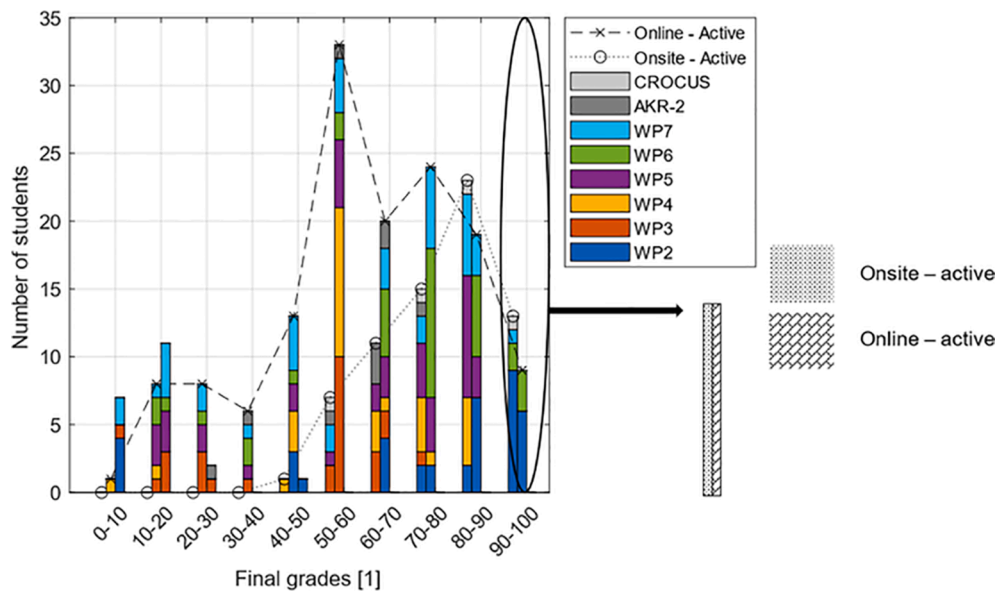 35
30
25
20
15
10
5
0
Number of students
0-10
10-20
20-30
30-40
40-50
50-60
60-70
70-80
80-90
90-100
Final grades [1]
Online - Active
Onsite - Active
CROCUS
AKR-2
WP7
WP6
WP5
WP4
WP3
WP2
Onsite – active
Online – active